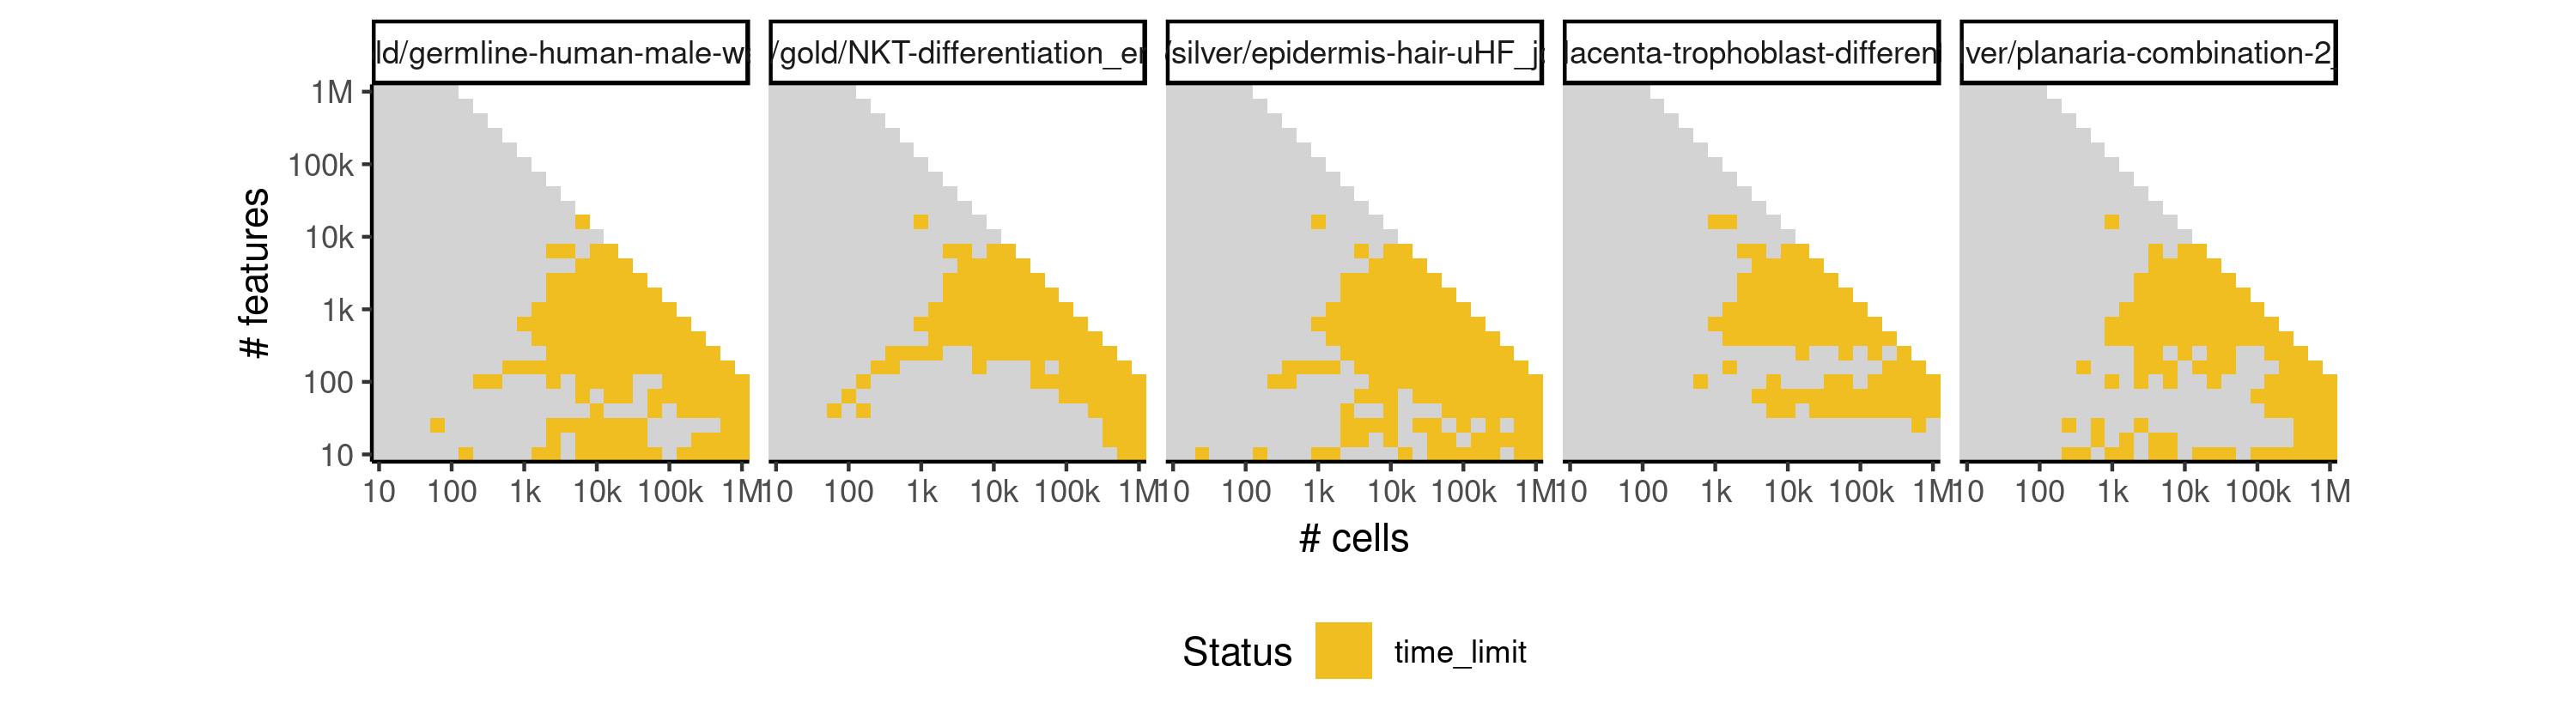 ld/germline-human-male-w
/gold/NKT-differentiation_e
/silver/epidermis-hair-uHF_j
lacenta-trophoblast-differen
ver/planaria-combination-2
# features
1M
100k
10k
1k
100
10
10 100 1k 10k 100k 1M
10 100 1k 10k 100k 1M
10 100 1k 10k 100k 1M
10 100 1k 10k 100k 1M
10 100 1k 10k 100k 1M
# cells
Status time_limit